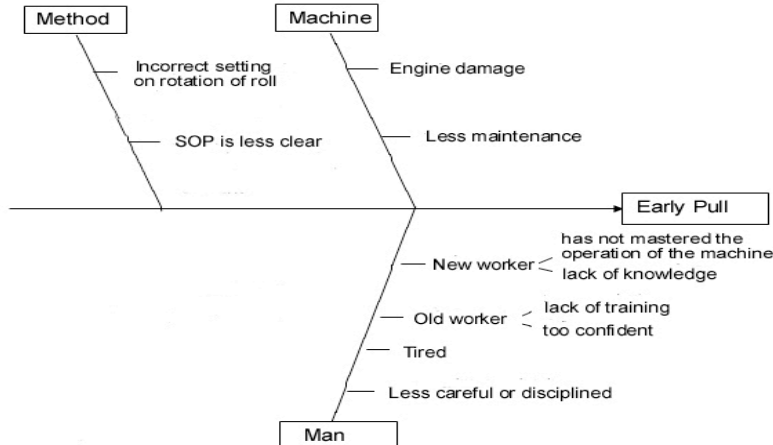 Method
Machine
Incorrect setting
on rotation of roll
Engine damage
SOP is less clear
Less maintenance
Early Pull
has not mastered the
operation of the machine
New worker
lack of knowledge
lack of training
Old worker
too confident
Tired
Less careful or disciplined
Man